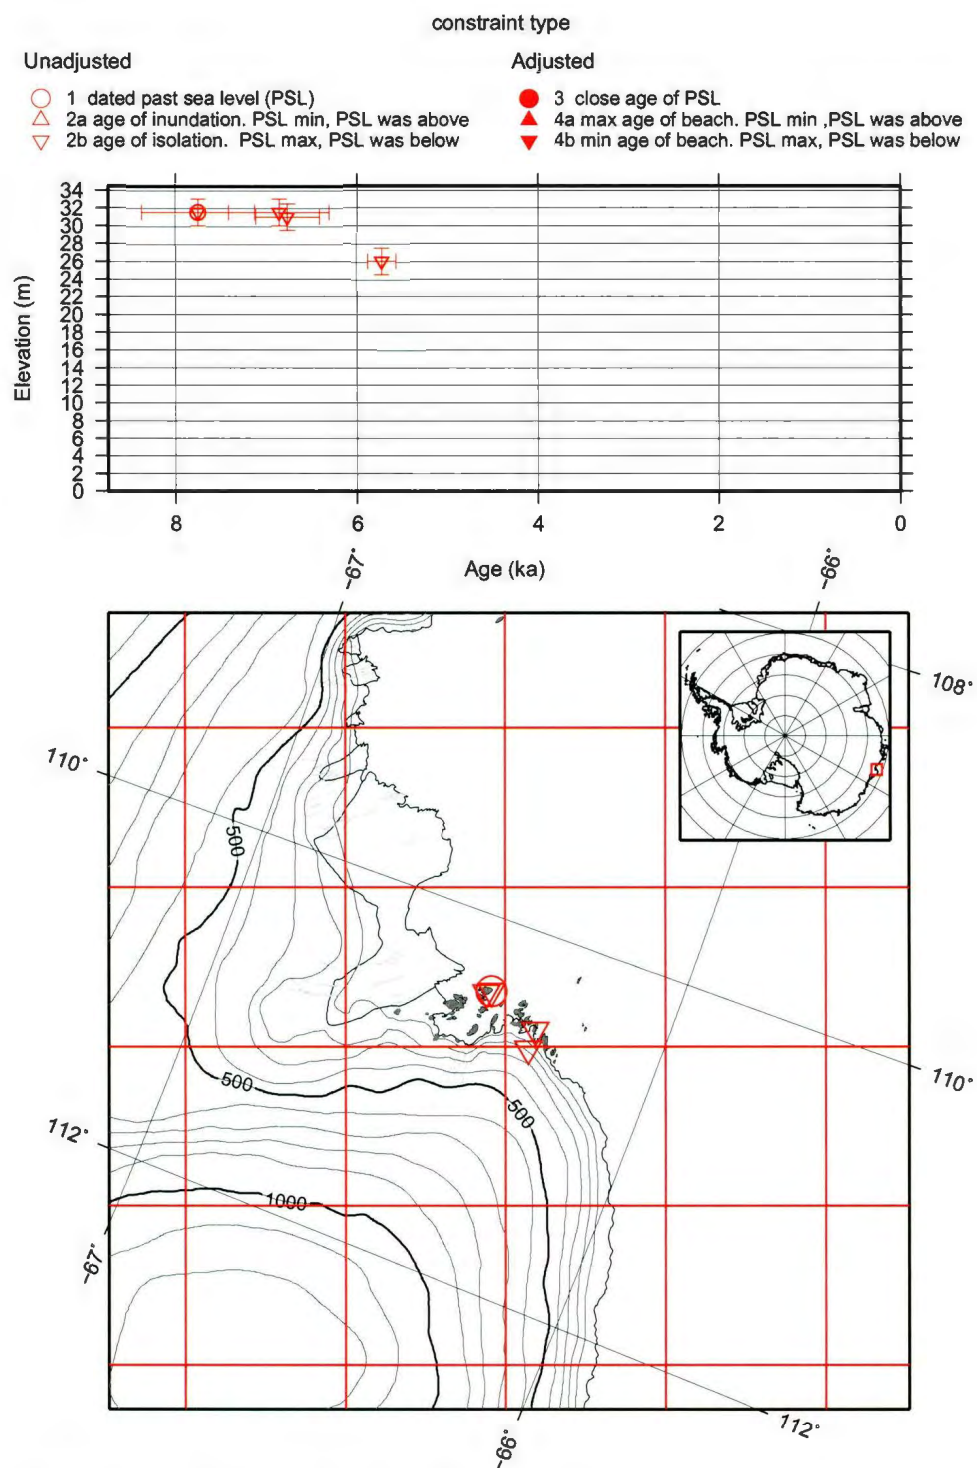 constraint type
Unadjusted
Adjusted
1 dated past sea level (PSL)
2a age of inundation. PSL min, PSL was above
2b age of isolation. PSL max, PSL was below
3 close age of PSL
4a max age of beach. PSL min ,PSL was above
4b min age of beach. PSL max, PSL was below
Elevation (m)
34
32
30
28
26
24
22
20
18
16
14
12
10
8
6
4
2
0
8 6 4 2 0
Age (ka)
-67°
-66°
108°
110°
500
500
500
110°
112°
1000
-67°
112°
-66°